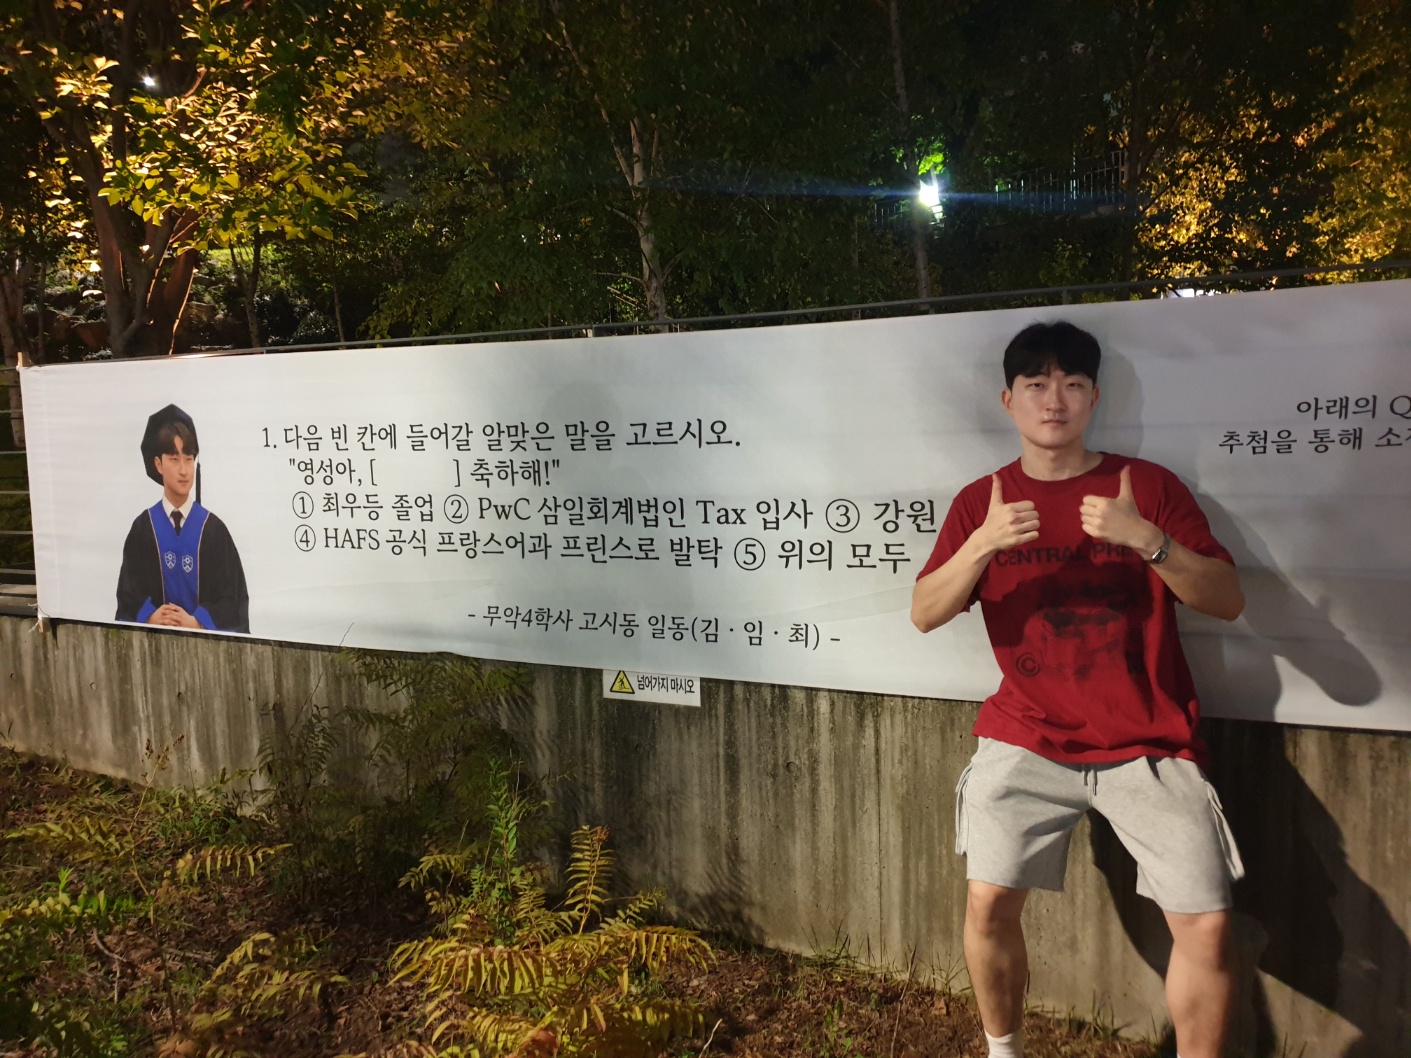 1. 다음 빈 칸에 들어갈 알맞은 말을 고르시오.
"영성아, [ ] 축하해!"
① 최우등 졸업 ② PwC 삼일회계법인 Tax 입사 ③ 강원
④ HAFS 공식 프랑스어과 프린스로 발탁 ⑤ 위의 모두
- 무악4학사 고시동 일동(김 · 임 · 최) -
아래의 Q
추첨을 통해 소
넘어가지 마시오
CENTRAL PRE
©